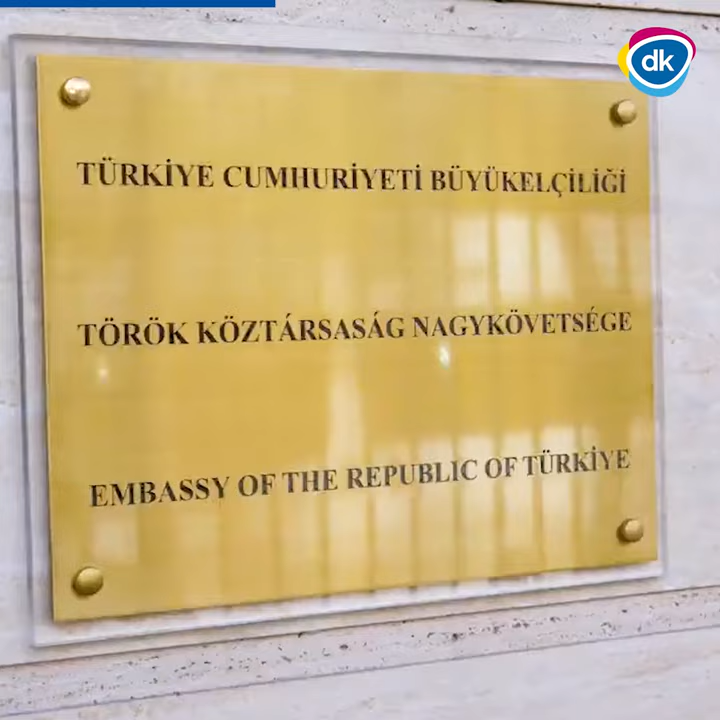 dk
TÜRKİYE CUMHURİYETİ BÜYÜKELÇİLİĞİ
TÖRÖK KÖZTÁRSASÁG NAGYKÖVETSÉGE
EMBASSY OF THE REPUBLIC OF TÜRKİYE